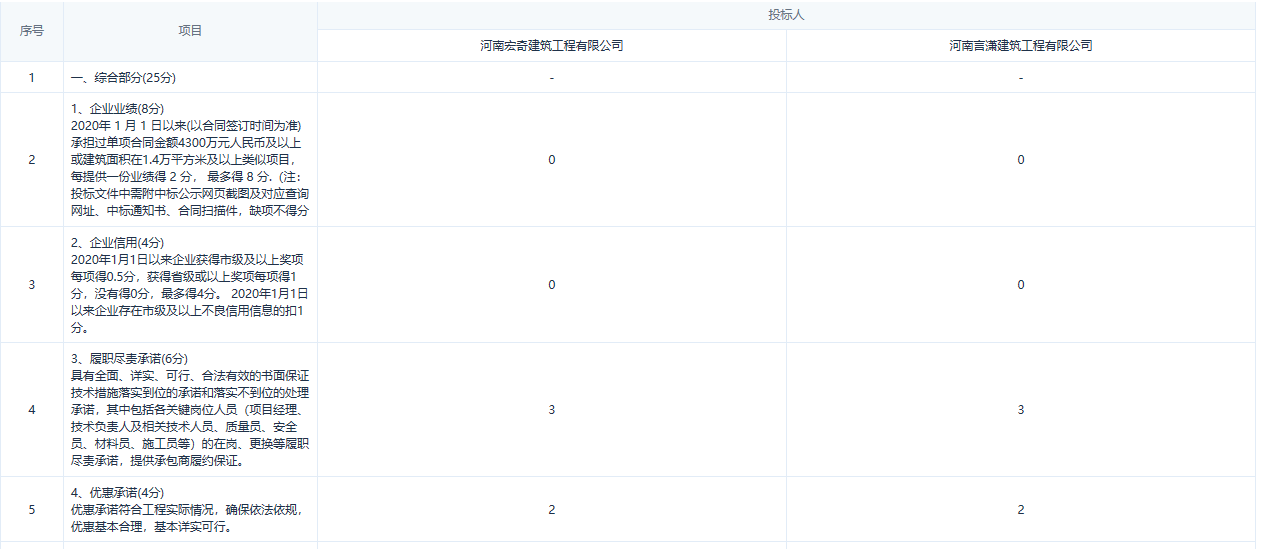 序号
项目
投标人
河南宏奇建筑工程有限公司
河南言潇建筑工程有限公司
1
一、综合部分(25分)
-
-
2
1、企业业绩(8分)
2020年 1 月 1 日以来(以合同签订时间为准)
承担过单项合同金额4300万元人民币及以上
或建筑面积在1.4万平方米及以上类似项目，
每提供一份业绩得 2 分， 最多得 8 分.（注：
投标文件中需附中标公示网页截图及对应查询
网址、中标通知书、合同扫描件，缺项不得分
0
0
3
2、企业信用(4分)
2020年1月1日以来企业获得市级及以上奖项
每项得0.5分，获得省级或以上奖项每项得1
分，没有得0分，最多得4分。 2020年1月1日
以来企业存在市级及以上不良信用信息的扣1
分。
0
0
4
3、履职尽责承诺(6分)
具有全面、详实、可行、合法有效的书面保证
技术措施落实到位的承诺和落实不到位的处理
承诺，其中包括各关键岗位人员（项目经理、
技术负责人及相关技术人员、质量员、安全
员、材料员、施工员等）的在岗、更换等履职
尽责承诺，提供承包商履约保证。
3
3
5
4、优惠承诺(4分)
优惠承诺符合工程实际情况，确保依法依规，
优惠基本合理，基本详实可行。
2
2